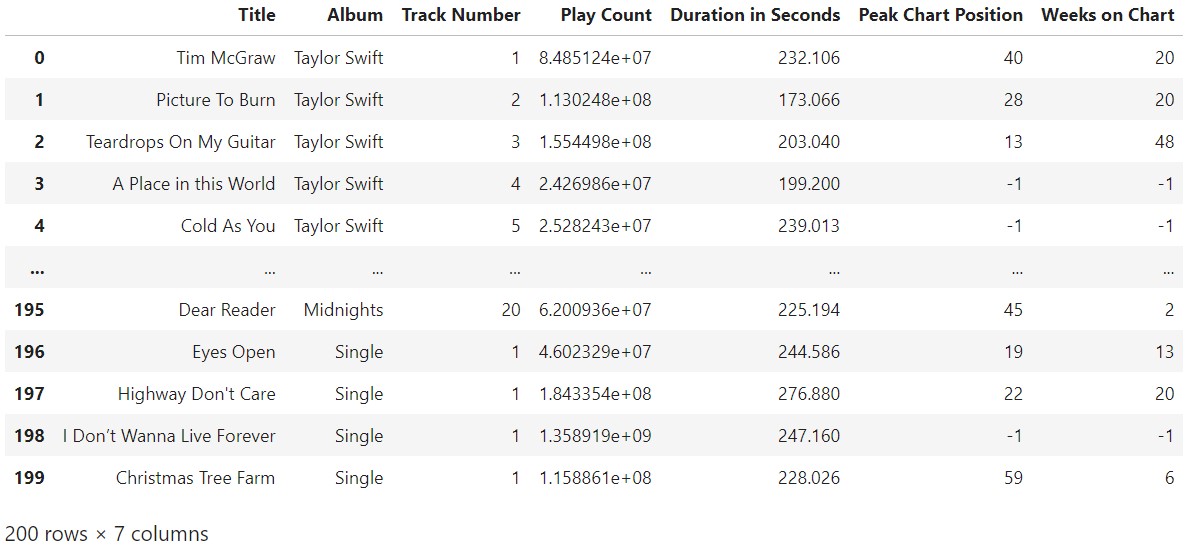 Title Album Track Number Play Count Duration in Seconds Peak Chart Position Weeks on Chart
0 Tim McGraw Taylor Swift 1 8.485124e+07 232.106 40 20
1 Picture To Burn Taylor Swift 2 1.130248e+08 173.066 28 20
2 Teardrops On My Guitar Taylor Swift 3 1.554498e+08 203.040 13 48
3 A Place in this World Taylor Swift 4 2.426986e+07 199.200 -1 -1
4 Cold As You Taylor Swift 5 2.528243e+07 239.013 -1 -1
... ... ... ... ... ... ... ...
195 Dear Reader Midnights 20 6.200936e+07 225.194 45 2
196 Eyes Open Single 1 4.602329e+07 244.586 19 13
197 Highway Don't Care Single 1 1.843354e+08 276.880 22 20
198 I Don’t Wanna Live Forever Single 1 1.358919e+09 247.160 -1 -1
199 Christmas Tree Farm Single 1 1.158861e+08 228.026 59 6
200 rows × 7 columns